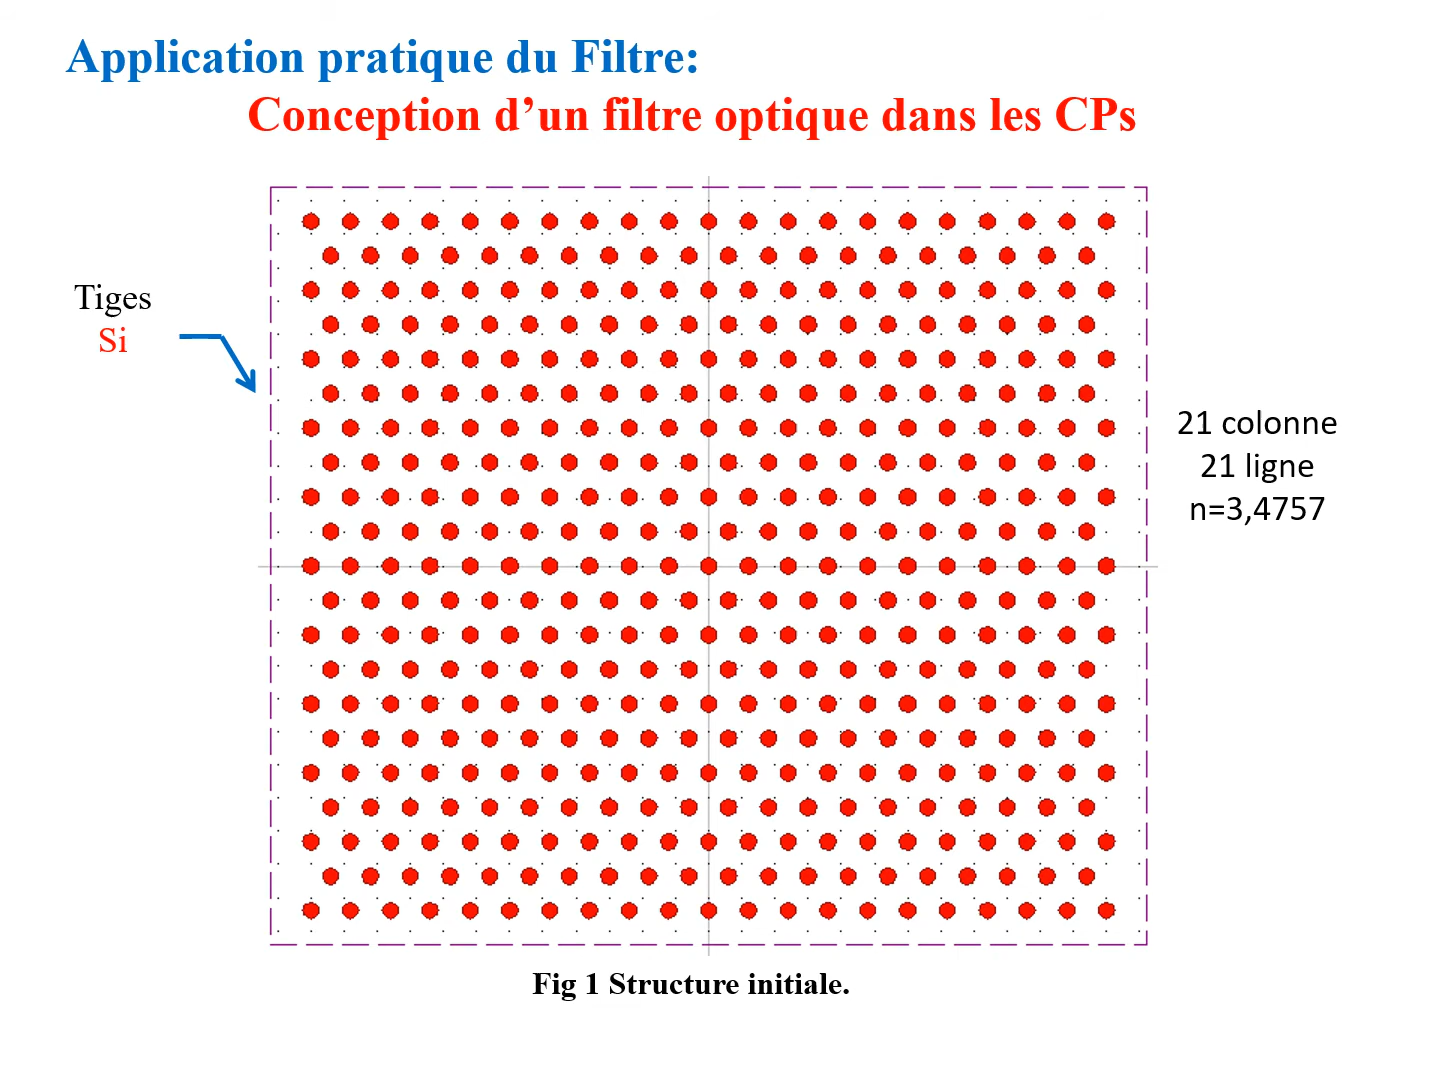 Application pratique du Filtre:
Conception d’un filtre optique dans les CPs
Tiges
Si
21 colonne
21 ligne
n=3,4757
Fig 1 Structure initiale.